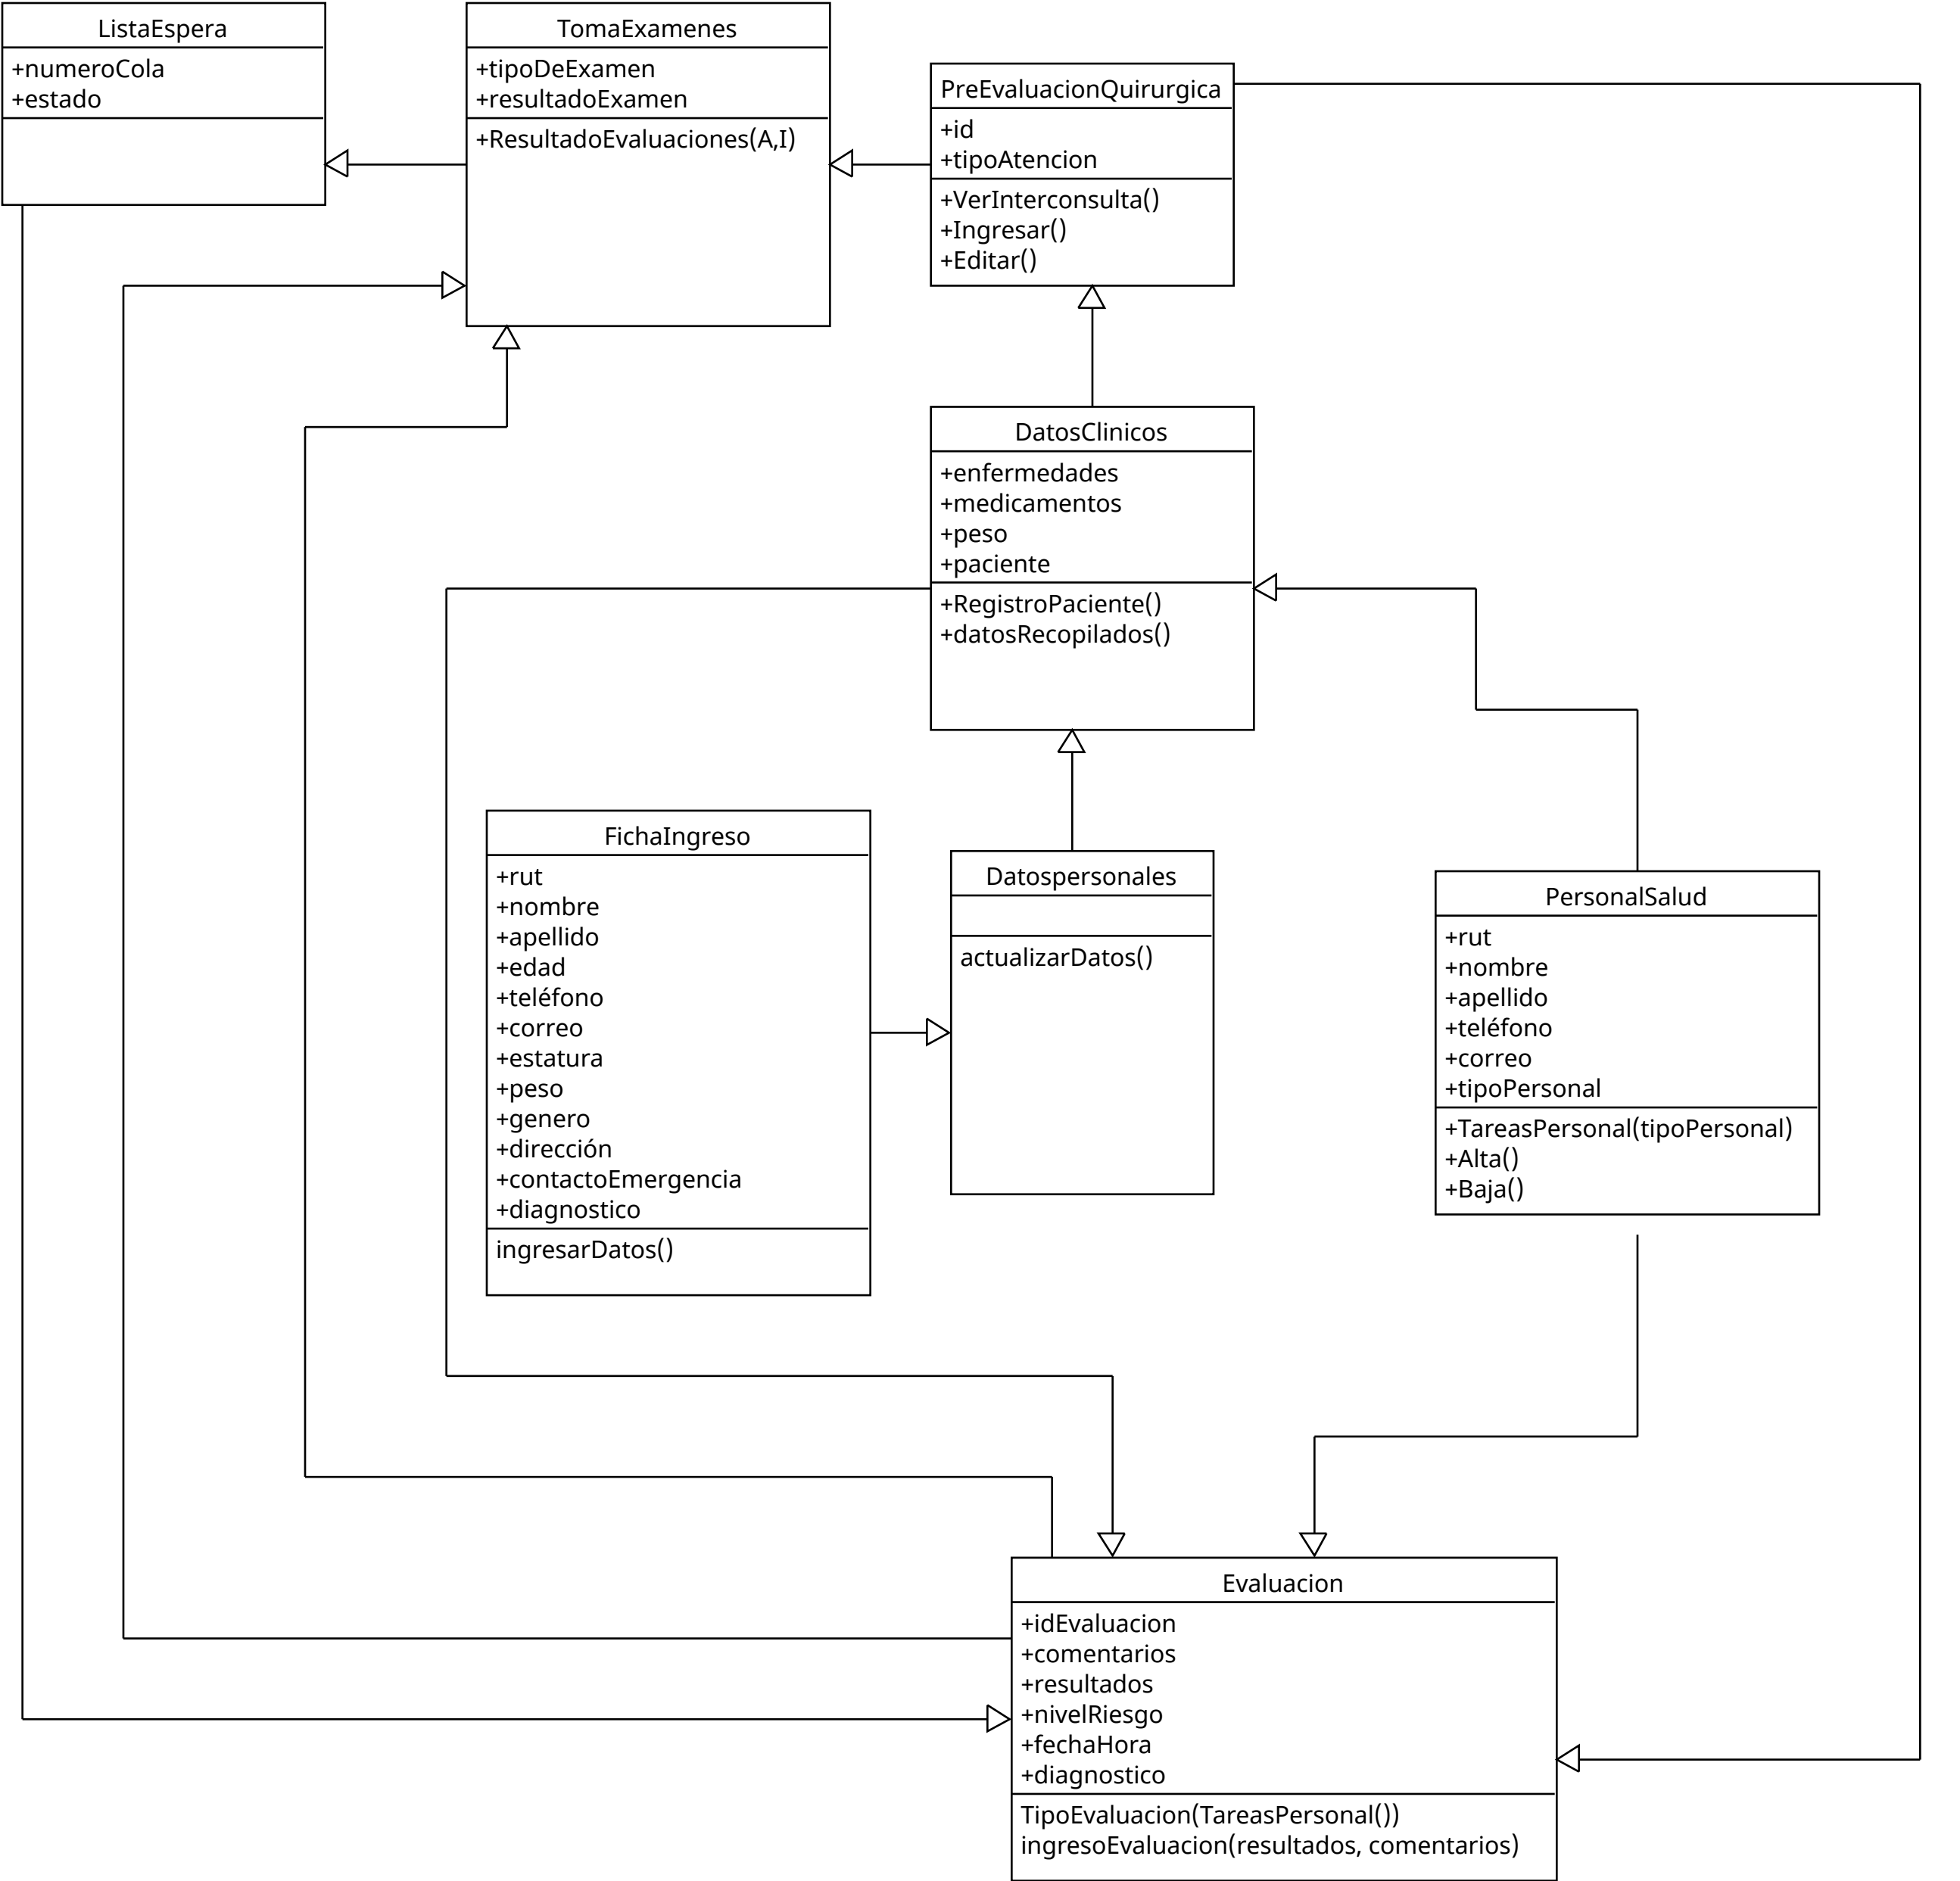 ListaEspera
+numeroCola
+estado
TomaExamenes
+tipoDeExamen
+resultadoExamen
+ResultadoEvaluaciones(A,I)
PreEvaluacionQuirurgica
+id
+tipoAtencion
+VerInterconsulta()
+Ingresar()
+Editar()
DatosClinicos
+enfermedades
+medicamentos
+peso
+paciente
+RegistroPaciente()
+datosRecopilados()
FichaIngreso
+rut
+nombre
+apellido
+edad
+teléfono
+correo
+estatura
+peso
+genero
+dirección
+contactoEmergencia
+diagnostico
ingresarDatos()
Datospersonales
actualizarDatos()
PersonalSalud
+rut
+nombre
+apellido
+teléfono
+correo
+tipoPersonal
+TareasPersonal(tipoPersonal)
+Alta()
+Baja()
Evaluacion
+idEvaluacion
+comentarios
+resultados
+nivelRiesgo
+fechaHora
+diagnostico
TipoEvaluacion(TareasPersonal())
ingresoEvaluacion(resultados, comentarios)